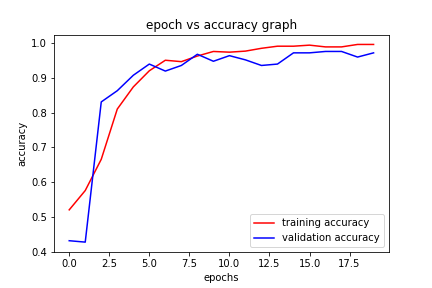 epoch vs accuracy graph
1.0
0.9
0.8
0.7
0.6
0.5
0.4
accuracy
training accuracy
validation accuracy
0.0 2.5 5.0 7.5 10.0 12.5 15.0 17.5
epochs